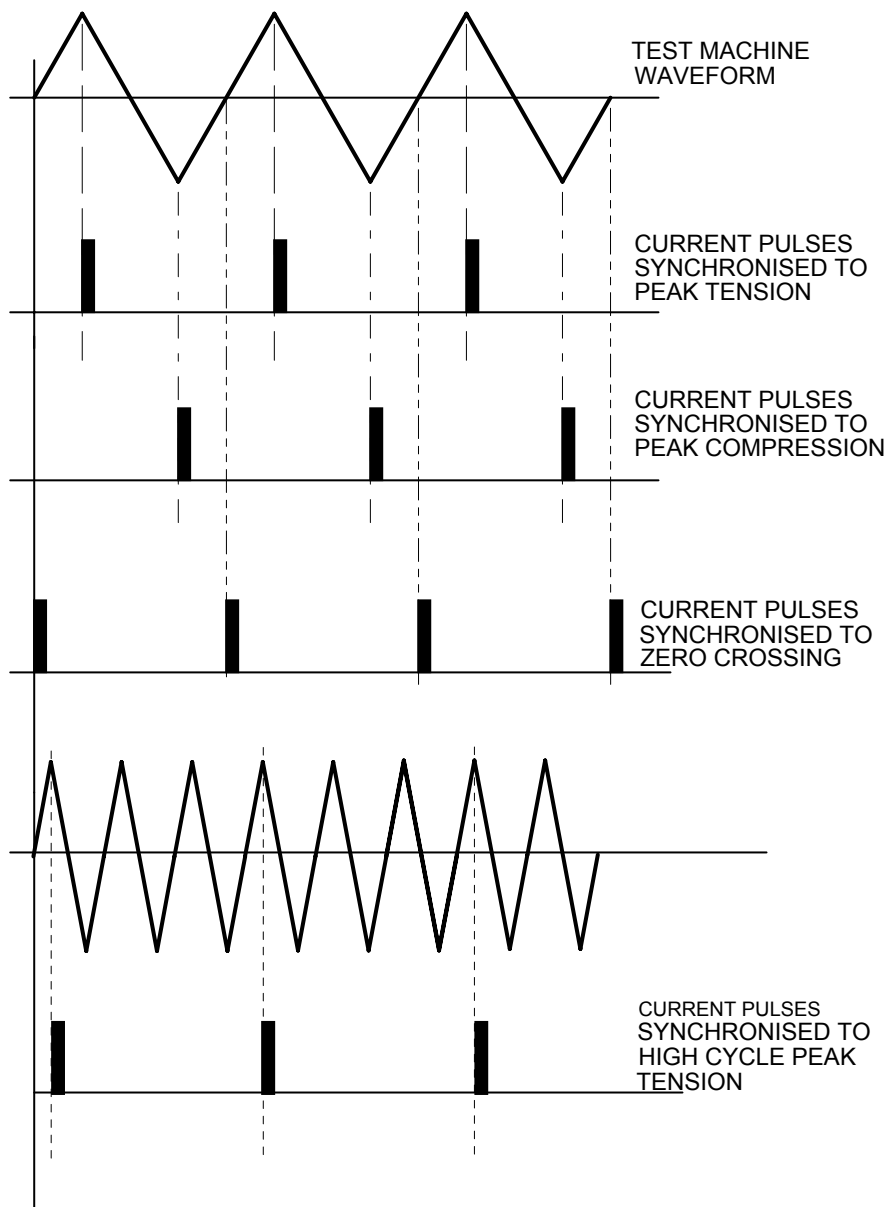 TEST MACHINE
WAVEFORM
CURRENT PULSES
SYNCHRONISED TO
PEAK TENSION
CURRENT PULSES
SYNCHRONISED TO
PEAK COMPRESSION
CURRENT PULSES
SYNCHRONISED TO
ZERO CROSSING
CURRENT PULSES
SYNCHRONISED TO
HIGH CYCLE PEAK
TENSION